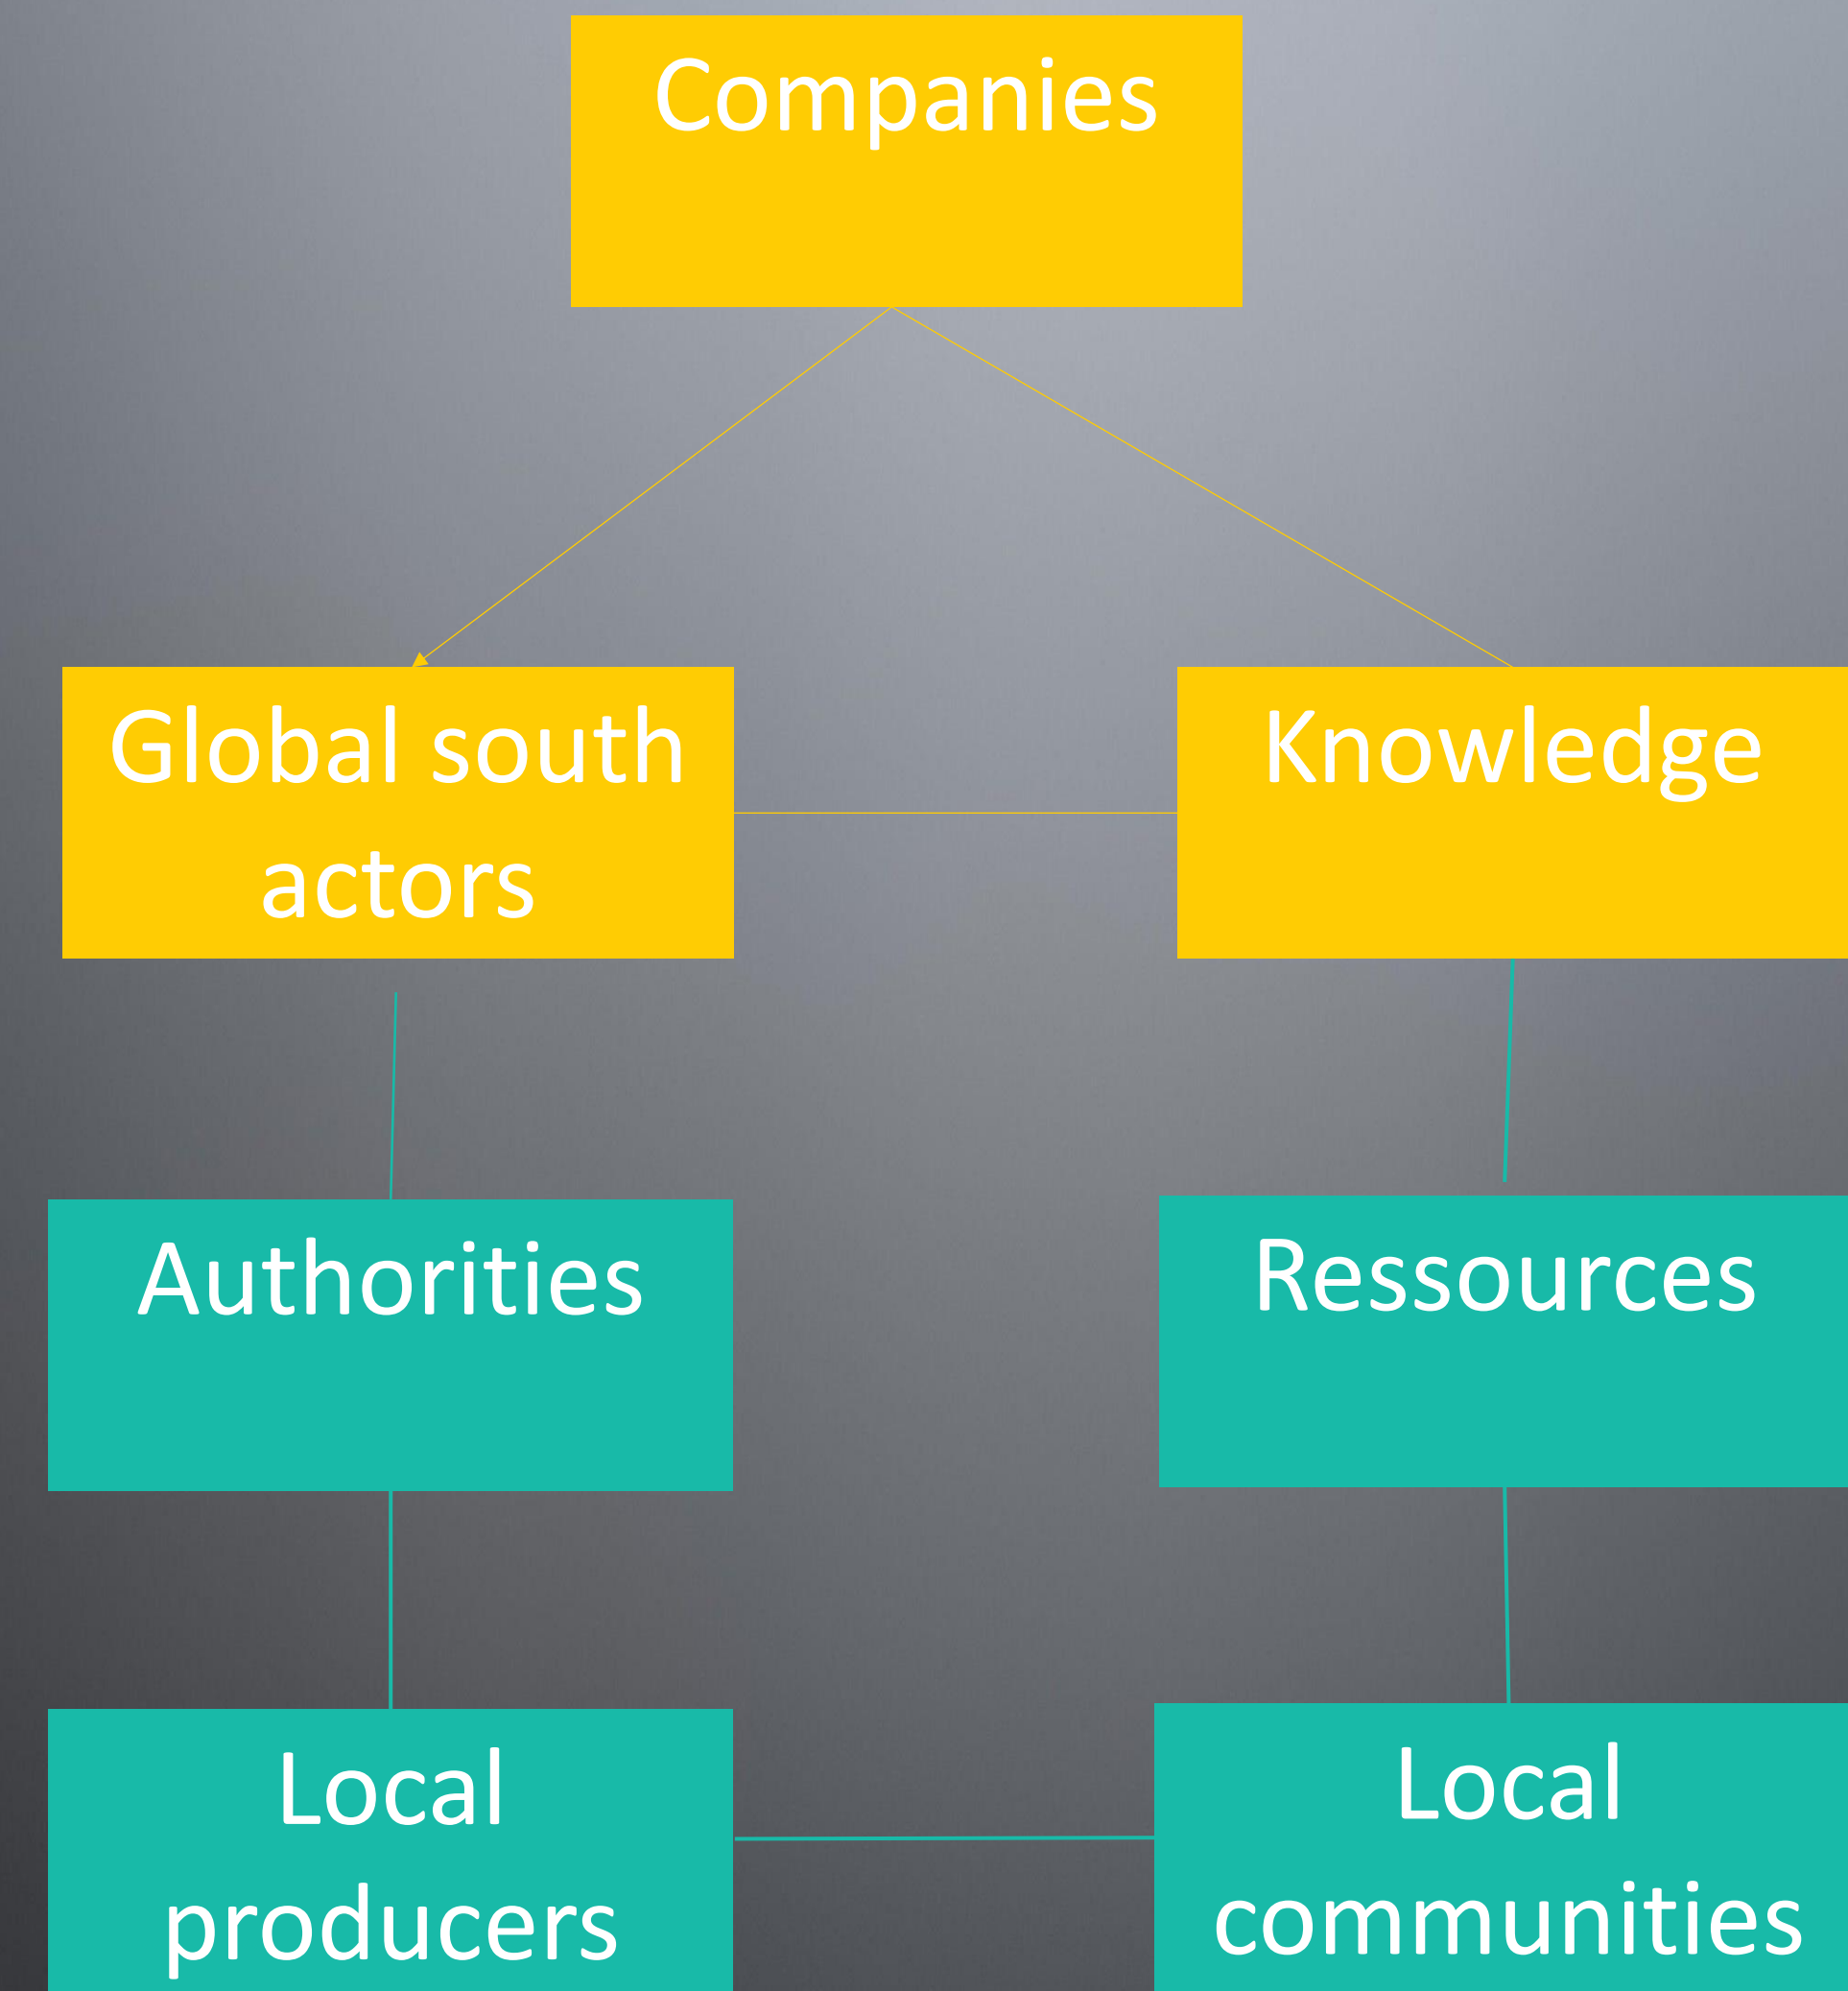 Companies
Global south
actors
Knowledge
Authorities
Ressources
Local
producers
Local
communities